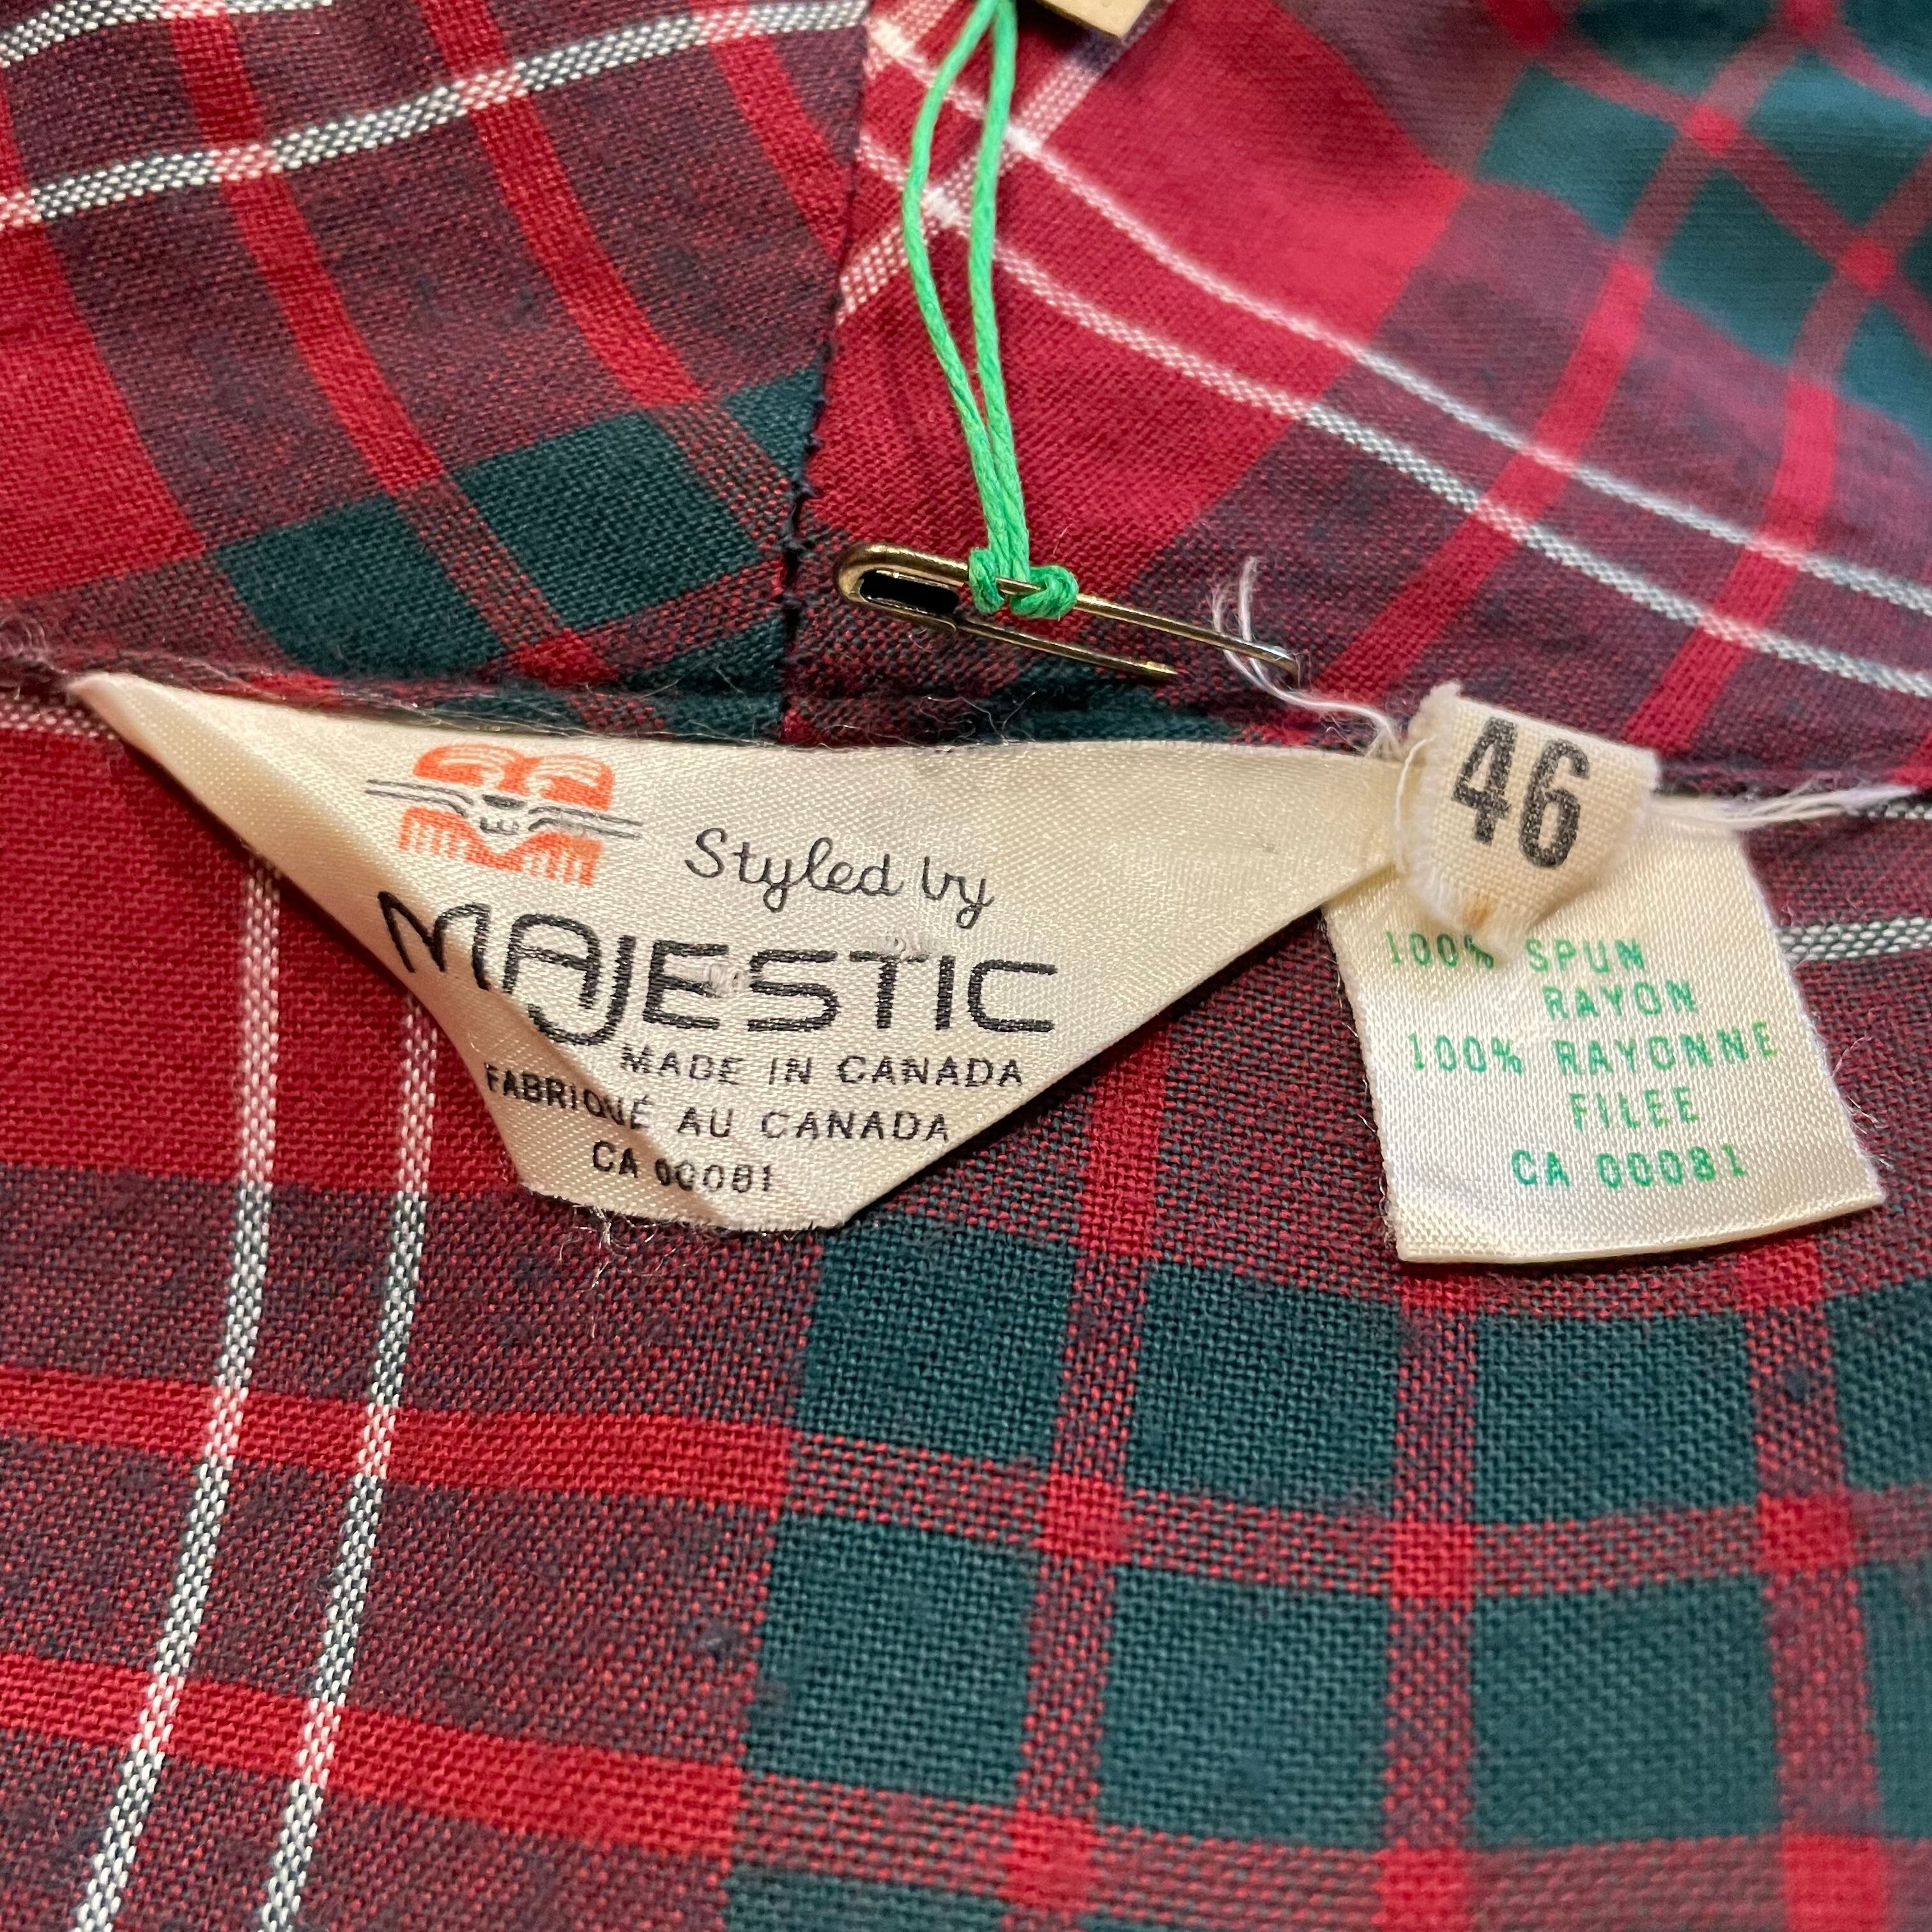 Styled by
MAJESTIC
MADE IN CANADA
FABRIQUÉ AU CANADA
CA 00081
46
100% SPUN
RAYON
100% RAYONNE
FILEE
CA 00081